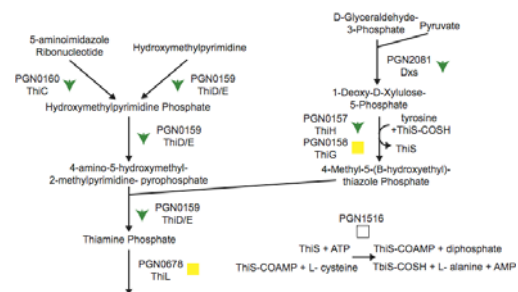 5-aminoimidazole
Ribonucleotide
Hydroxymethylpyrimidine
PGN0160
ThiC
PGN0159
ThiD/E
Hydroxymethylpyrimidine Phosphate
PGN0159
ThiD/E
4-amino-5-hydroxymethyl-
2-methylpyrimidine- pyrophosphate
PGN0159
ThiD/E
Thiamine Phosphate
PGN0678
ThiL
D-Glyceraldehyde-
3-Phosphate
Pyruvate
PGN2081
Dxs
1-Deoxy-D-Xylulose-
5-Phosphate
PGN0157
ThiH
PGN0158
ThiG
tyrosine
+ThiS-COSH
ThiS
4-Methyl-5-(B-hydroxyethyl)-
thiazole Phosphate
PGN1516
ThiS + ATP
ThiS-COAMP + diphosphate
ThiS-COAMP + L- cysteine
TbiS-COSH + L- alanine + AMP